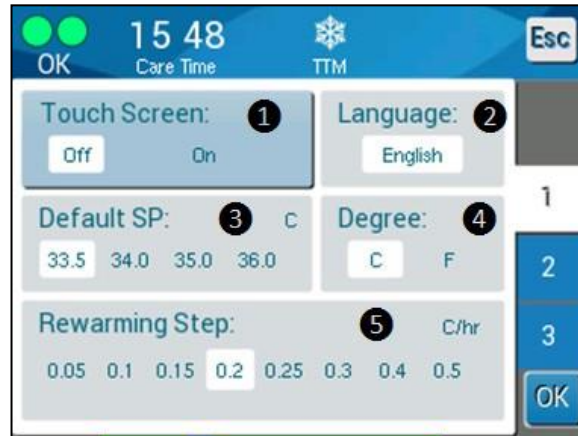 15 48
Esc
OK
Care Time
TTM
Touch Screen: 1
Off On
Language: 2
English
Default SP: 3 C
33.5 34.0 35.0 36.0
Degree: 4
C F
Rewarming Step: 5 C/hr
0.05 0.1 0.15 0.2 0.25 0.3 0.4 0.5
1
2
3
OK